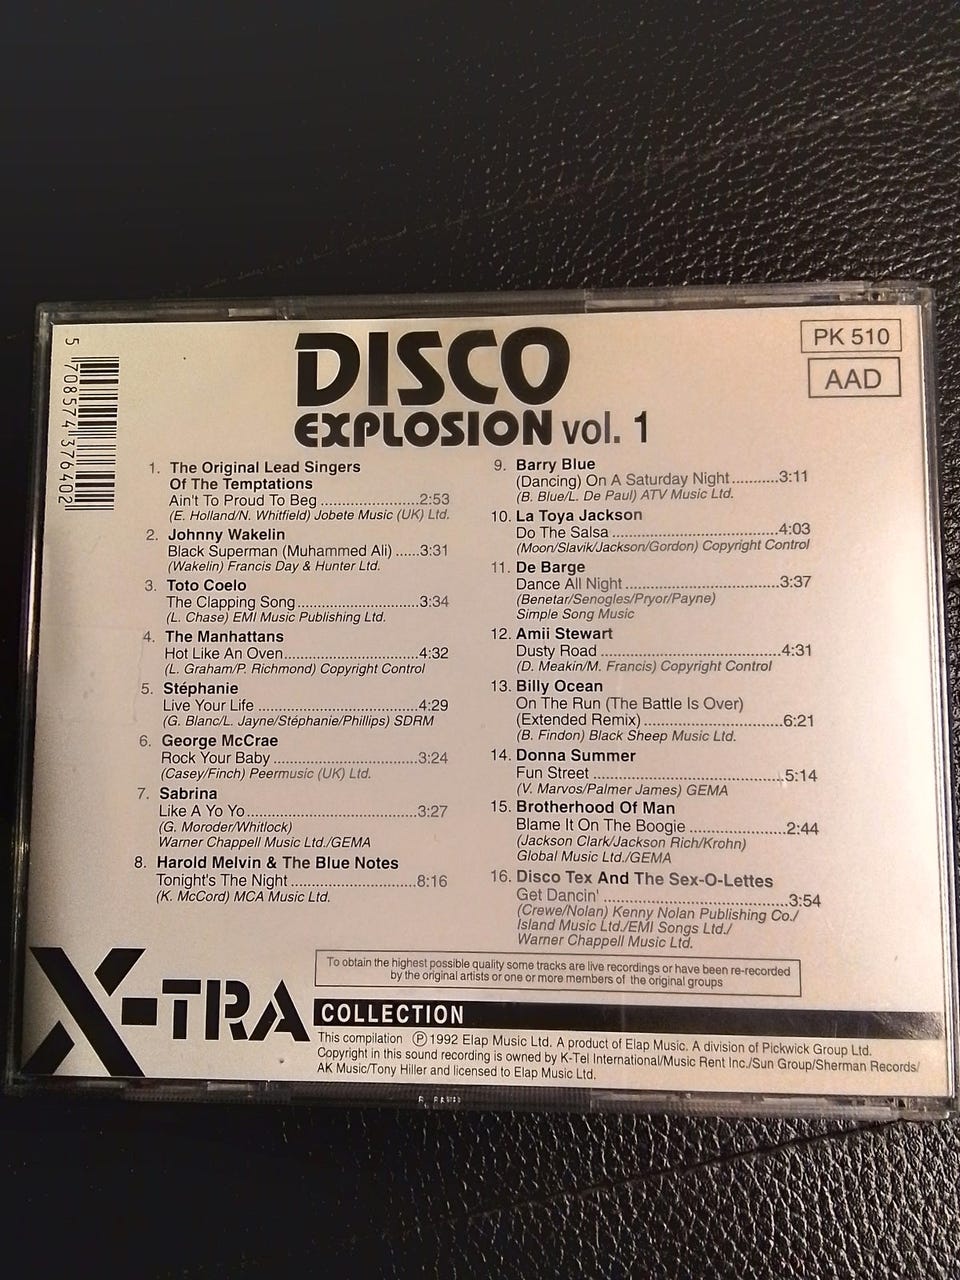 DISCO
EXPLOSION vol. 1
PK 510
AAD
5 708574 376402
1. The Original Lead Singers
Of The Temptations
Ain't To Proud To Beg....................2:53
(E. Holland/N. Whitfield) Jobete Music (UK) Ltd.
2. Johnny Wakelin
Black Superman (Muhammed Ali) ......3:31
(Wakelin) Francis Day & Hunter Ltd.
3. Toto Coelo
The Clapping Song............................3:34
(L. Chase) EMI Music Publishing Ltd.
4. The Manhattans
Hot Like An Oven...............................4:32
(L. Graham/P. Richmond) Copyright Control
5. Stéphanie
Live Your Life .....................................4:29
(G. Blanc/L. Jayne/Stéphanie/Phillips) SDRM
6. George McCrae
Rock Your Baby .................................3:24
(Casey/Finch) Peermusic (UK) Ltd.
7. Sabrina
Like A Yo Yo.......................................3:27
(G. Moroder/Whitlock)
Warner Chappell Music Ltd./GEMA
8. Harold Melvin & The Blue Notes
Tonight's The Night .............................8:16
(K. McCord) MCA Music Ltd.
9. Barry Blue
(Dancing) On A Saturday Night...........3:11
(B. Blue/L. De Paul) ATV Music Ltd.
10. La Toya Jackson
Do The Salsa ......................................4:03
(Moon/Slavik/Jackson/Gordon) Copyright Control
11. De Barge
Dance All Night...................................3:37
(Benetar/Senogles/Pryor/Payne)
Simple Song Music
12. Amii Stewart
Dusty Road .........................................4:31
(D. Meakin/M. Francis) Copyright Control
13. Billy Ocean
On The Run (The Battle Is Over)
(Extended Remix)................................6:21
(B. Findon) Black Sheep Music Ltd.
14. Donna Summer
Fun Street ...........................................5:14
(V. Marvos/Palmer James) GEMA
15. Brotherhood Of Man
Blame It On The Boogie ......................2:44
(Jackson Clark/Jackson Rich/Krohn)
Global Music Ltd./GEMA
16. Disco Tex And The Sex-O-Lettes
Get Dancin' .........................................3:54
(Crewe/Nolan) Kenny Nolan Publishing Co./
Island Music Ltd./EMI Songs Ltd./
Warner Chappell Music Ltd.
To obtain the highest possible quality some tracks are live recordings or have been re-recorded
by the original artists or one or more members of the original groups
X-TRA
COLLECTION
This compilation Ⓟ 1992 Elap Music Ltd. A product of Elap Music. A division of Pickwick Group Ltd.
Copyright in this sound recording is owned by K-Tel International/Music Rent Inc./Sun Group/Sherman Records/
AK Music/Tony Hiller and licensed to Elap Music Ltd.